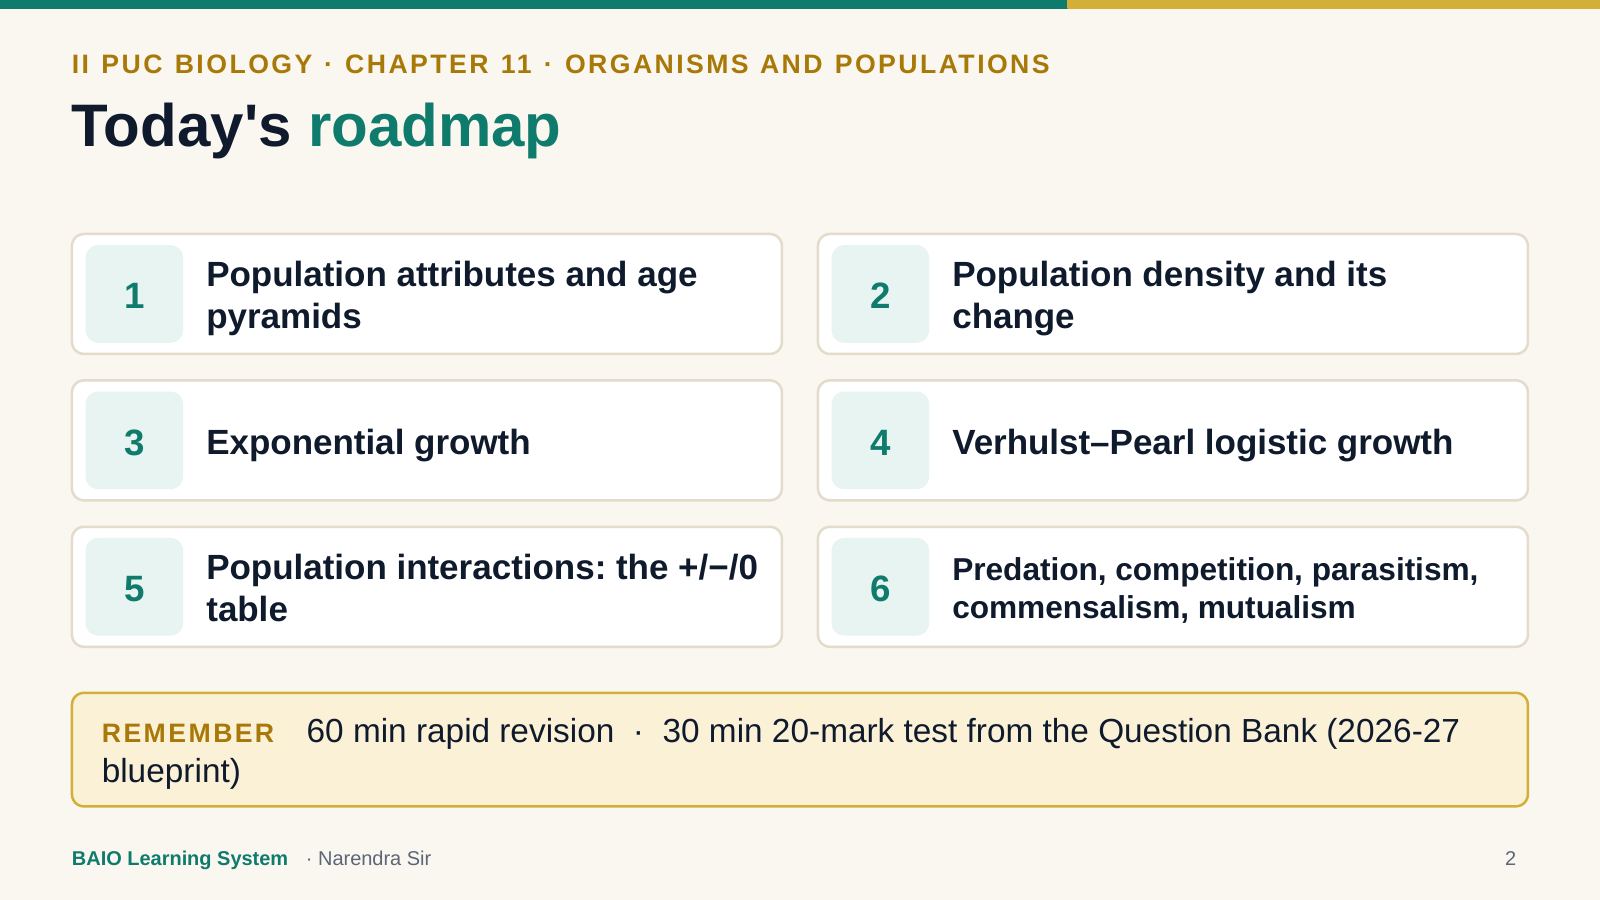 II PUC BIOLOGY · CHAPTER 11 · ORGANISMS AND POPULATIONS
Today's roadmap
1
Population attributes and age
pyramids
2
Population density and its
change
3
Exponential growth
4
Verhulst–Pearl logistic growth
5
Population interactions: the +/−/0
table
6
Predation, competition, parasitism,
commensalism, mutualism
REMEMBER 60 min rapid revision · 30 min 20-mark test from the Question Bank (2026-27
blueprint)
BAIO Learning System · Narendra Sir
2